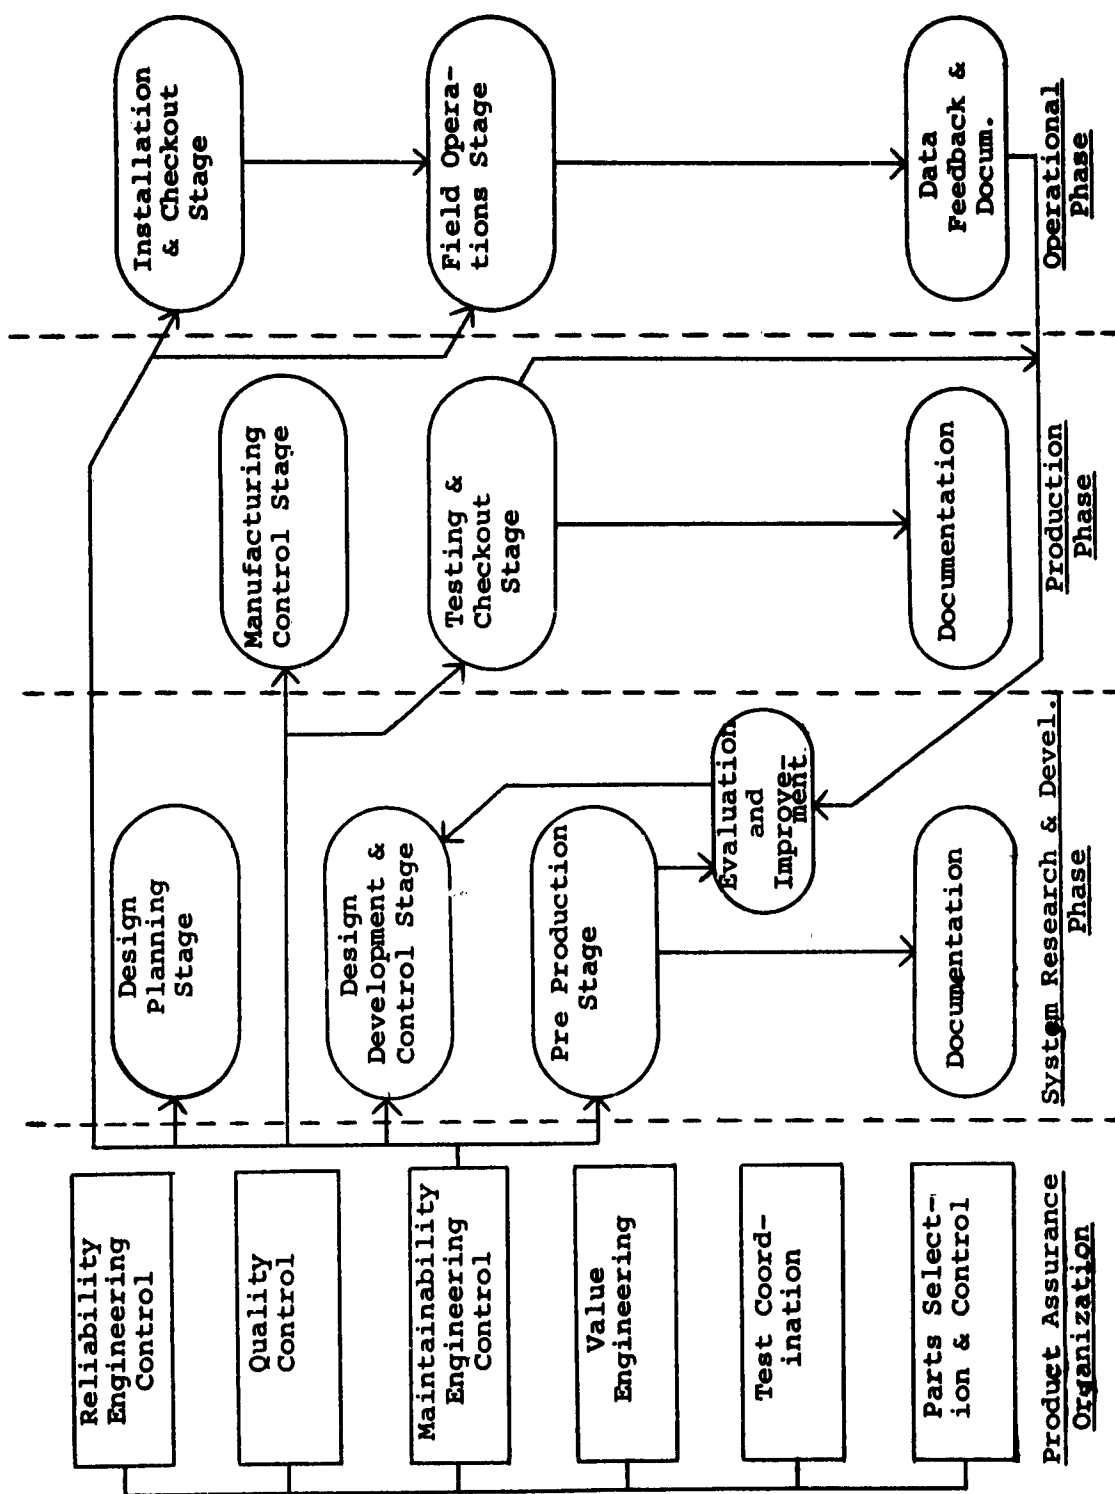 Reliability
Engineering
Control
Quality
Control
Maintainability
Engineering
Control
Value
Engineering
Test Coord-
ination
Parts Select-
ion & Control
Product Assurance
Organization
Design
Planning
Stage
Design
Development &
Control Stage
Pre Production
Stage
Evaluation
and
Improve-
ment
Documentation
System Research & Devel.
Phase
Manufacturing
Control Stage
Testing &
Checkout
Stage
Documentation
Production
Phase
Installation
& Checkout
Stage
Field Opera-
tions Stage
Data
Feedback &
Docum.
Operational
Phase